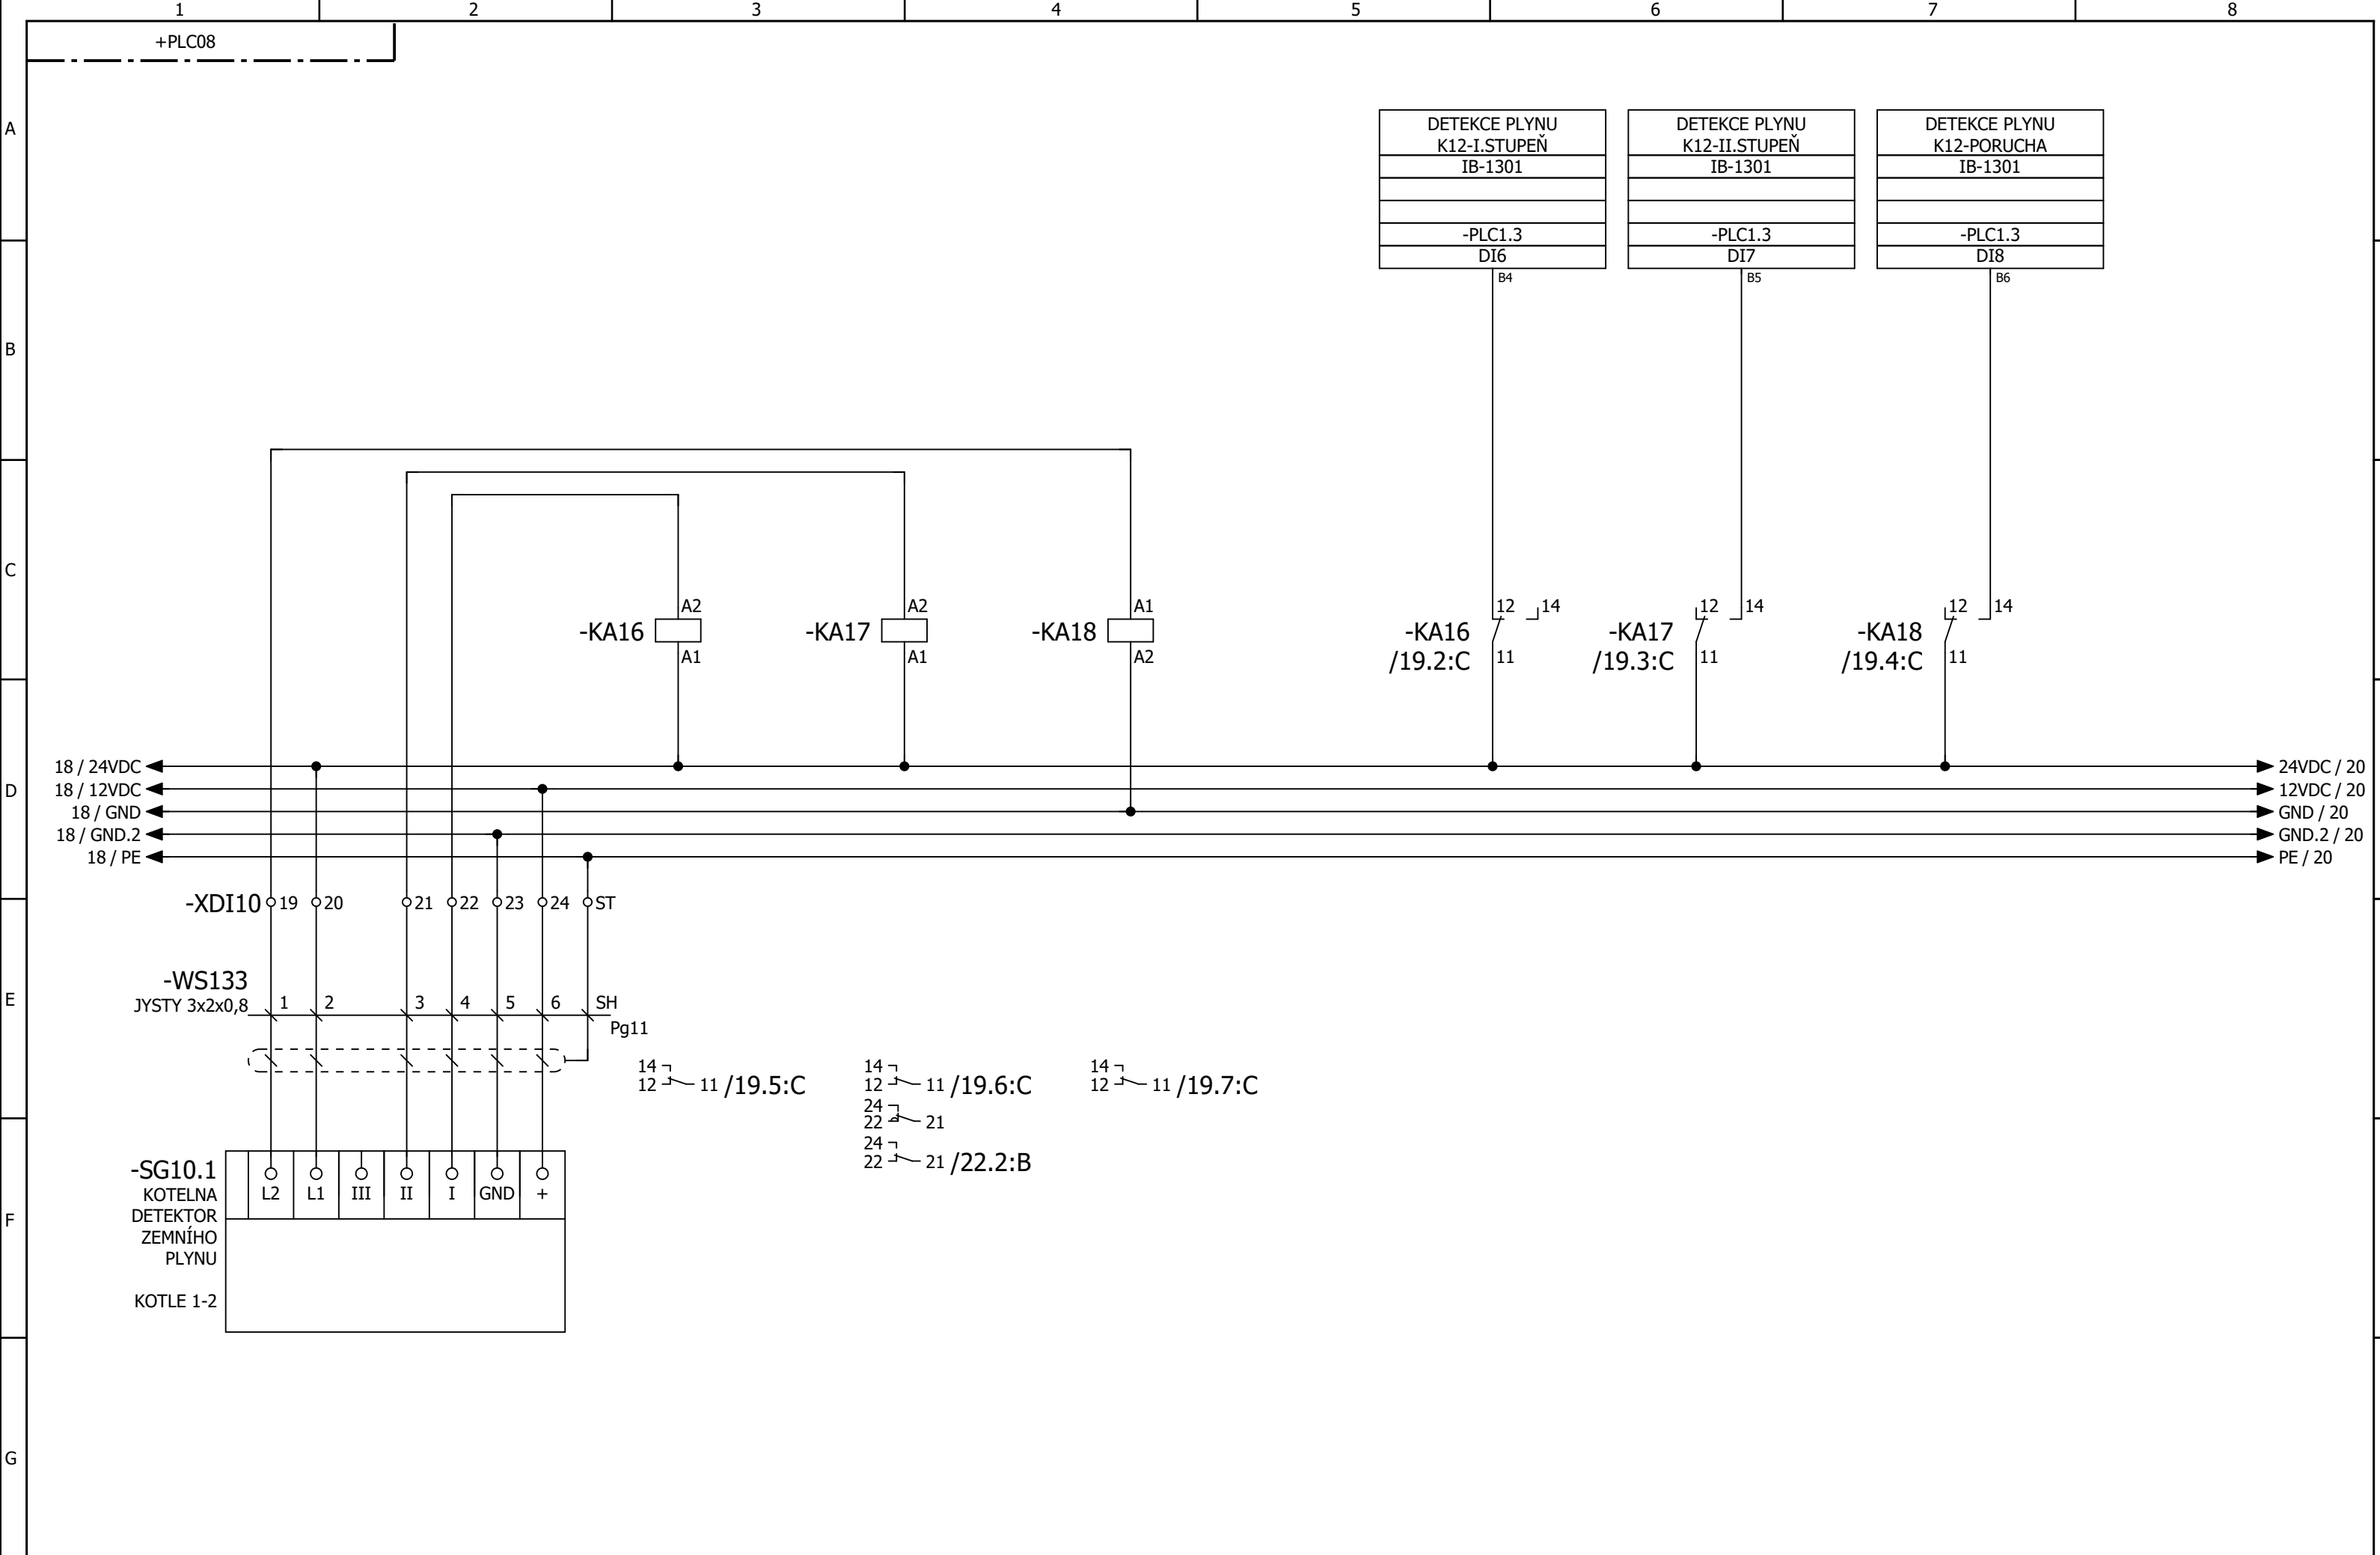 1 2 3 4 5 6 7 8
+PLC08
A
B
C
D
E
F
G
DETEKCE PLYNU
K12-I.STUPEŇ
IB-1301
-PLC1.3
DI6
B4
DETEKCE PLYNU
K12-II.STUPEŇ
IB-1301
-PLC1.3
DI7
B5
DETEKCE PLYNU
K12-PORUCHA
IB-1301
-PLC1.3
DI8
B6
A2
-KA16
A1
A2
-KA17
A1
A1
-KA18
A2
12 14
-KA16
/19.2:C 11
12 14
-KA17
/19.3:C 11
12 14
-KA18
/19.4:C 11
18 / 24VDC
18 / 12VDC
18 / GND
18 / GND.2
18 / PE
24VDC / 20
12VDC / 20
GND / 20
GND.2 / 20
PE / 20
-XDI10 19 20 21 22 23 24 ST
-WS133
JYSTY 3x2x0,8
1 2 3 4 5 6 SH
Pg11
14
12 11 /19.5:C
14
12 11 /19.6:C
24
22 21
24
22 21 /22.2:B
14
12 11 /19.7:C
-SG10.1
KOTELNA
DETEKTOR
ZEMNÍHO
PLYNU
KOTLE 1-2
L2 L1 III II I GND +